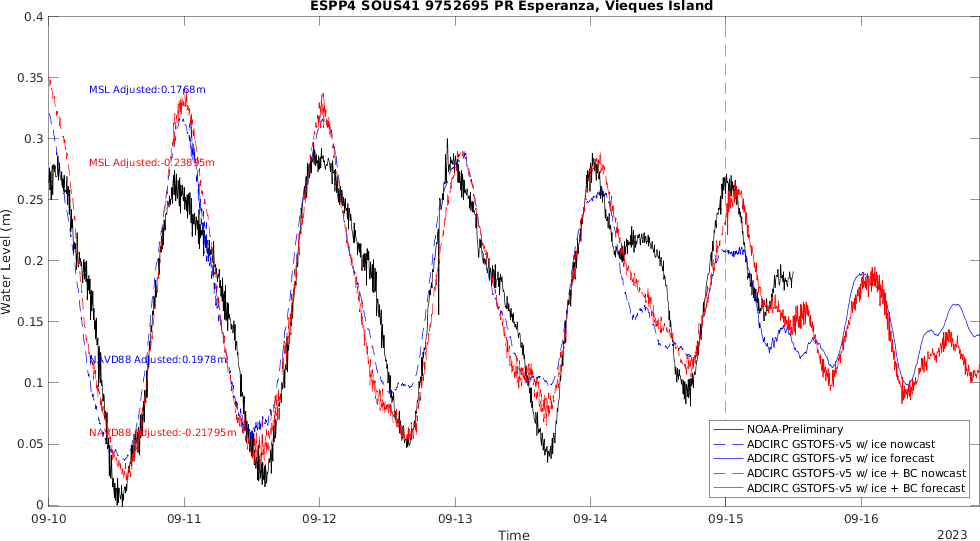 ESPP4 SOUS41 9752695 PR Esperanza, Vieques Island
0.4
0.35
0.3
0.25
0.2
0.15
0.1
0.05
0
Water Level (m)
MSL Adjusted:0.1768m
MSL Adjusted:-0.23895m
NAVD88 Adjusted:0.1978m
NAVD88 Adjusted:-0.21795m
NOAA-Preliminary
ADCIRC GSTOFS-v5 w/ ice nowcast
ADCIRC GSTOFS-v5 w/ ice forecast
ADCIRC GSTOFS-v5 w/ ice + BC nowcast
ADCIRC GSTOFS-v5 w/ ice + BC forecast
09-10 09-11 09-12 09-13 09-14 09-15 09-16
Time
2023